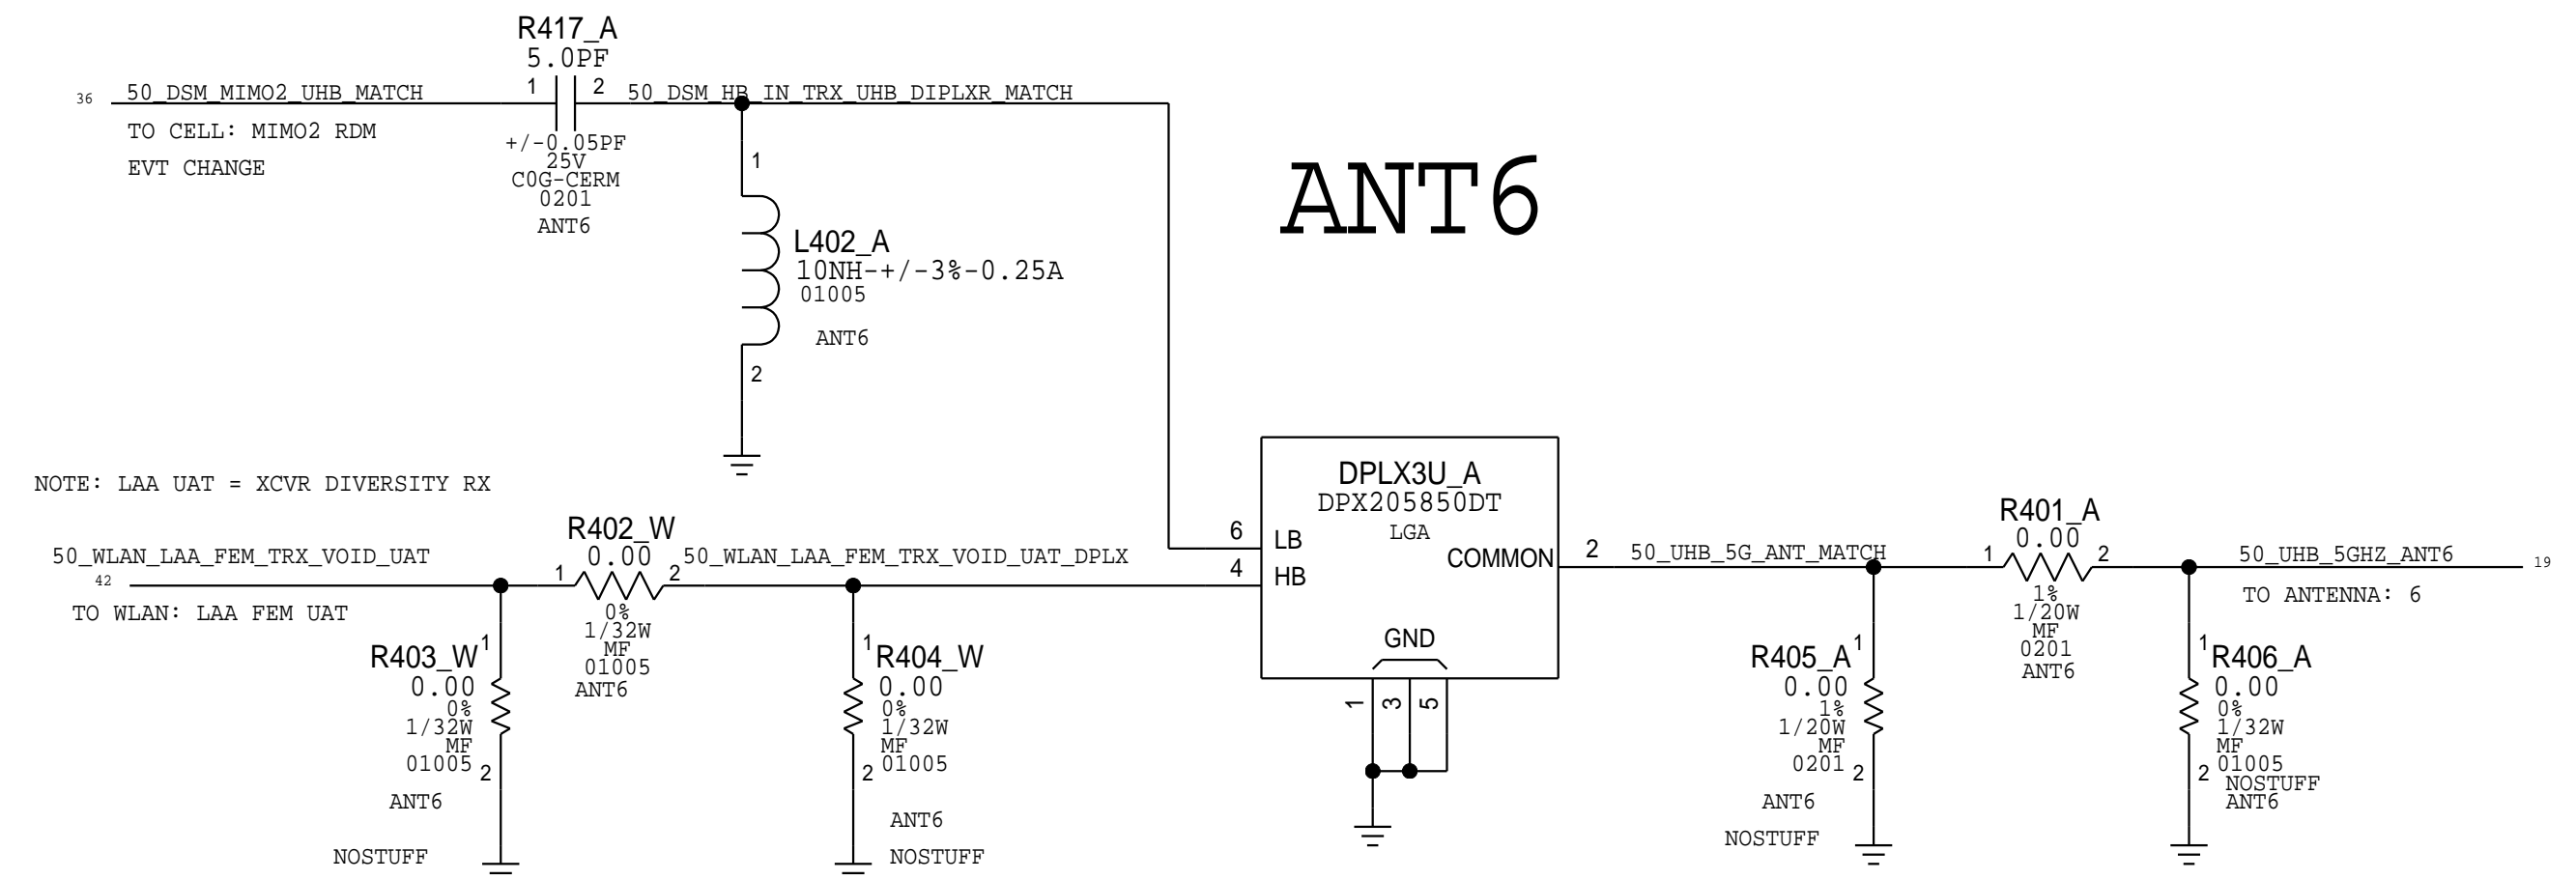 R417_A
5.0PF
1 2
36 50_DSM_MIMO2_UHB_MATCH
50_DSM_HB_IN_TRX_UHB_DIPLXR_MATCH
TO CELL: MIMO2 RDM
EVT CHANGE
+/-0.05PF
25V
C0G-CERM
0201
ANT6
1
L402_A
10NH-+/-3%-0.25A
01005
ANT6
2
ANT6
NOTE: LAA UAT = XCVR DIVERSITY RX
50_WLAN_LAA_FEM_TRX_VOID_UAT
42
TO WLAN: LAA FEM UAT
R402_W
0.00
1 2
0%
1/32W
MF
01005
ANT6
50_WLAN_LAA_FEM_TRX_VOID_UAT_DPLX
R403_W
1
0.00
0%
1/32W
MF
01005
2
ANT6
NOSTUFF
1
R404_W
0.00
0%
1/32W
MF
01005
2
ANT6
NOSTUFF
DPLX3U_A
DPX205850DT
LGA
6 LB
4 HB
COMMON 2
GND
1 3 5
50_UHB_5G_ANT_MATCH
R401_A
0.00
1 2
1%
1/20W
MF
0201
ANT6
50_UHB_5GHZ_ANT6
19
TO ANTENNA: 6
R405_A
1
0.00
1%
1/20W
MF
0201
2
ANT6
NOSTUFF
1
R406_A
0.00
0%
1/32W
MF
01005
2
NOSTUFF
ANT6